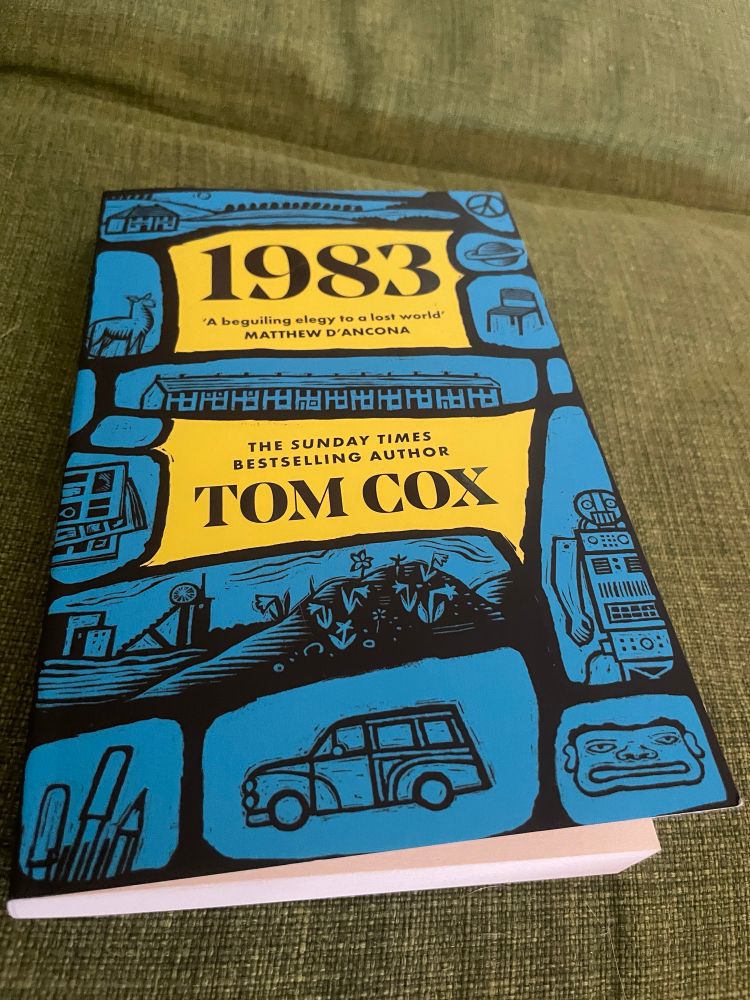 1983
'A beguiling elegy to a lost world'
MATTHEW D'ANCONA
THE SUNDAY TIMES
BESTSELLING AUTHOR
TOM COX